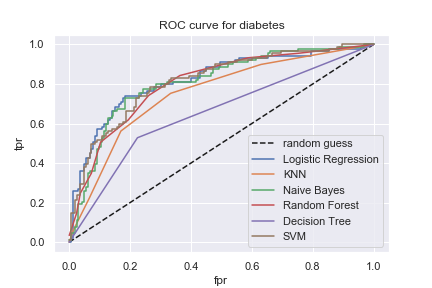 ROC curve for diabetes
1.0
0.8
0.6
0.4
0.2
0.0
tpr
random guess
Logistic Regression
KNN
Naive Bayes
Random Forest
Decision Tree
SVM
0.0 0.2 0.4 0.6 0.8 1.0
fpr